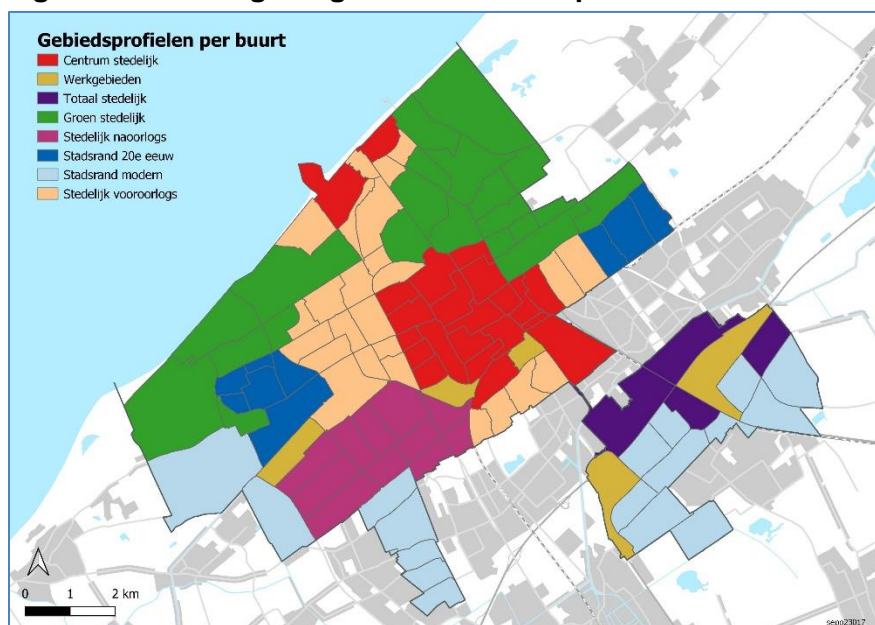 Gebiedsprofielen per buurt
Centrum stedelijk
Werkgebieden
Totaal stedelijk
Groen stedelijk
Stedelijk naoorlogs
Stadsrand 20e eeuw
Stadsrand modern
Stedelijk vooroorlogs
0 1 2 km
sepo23017